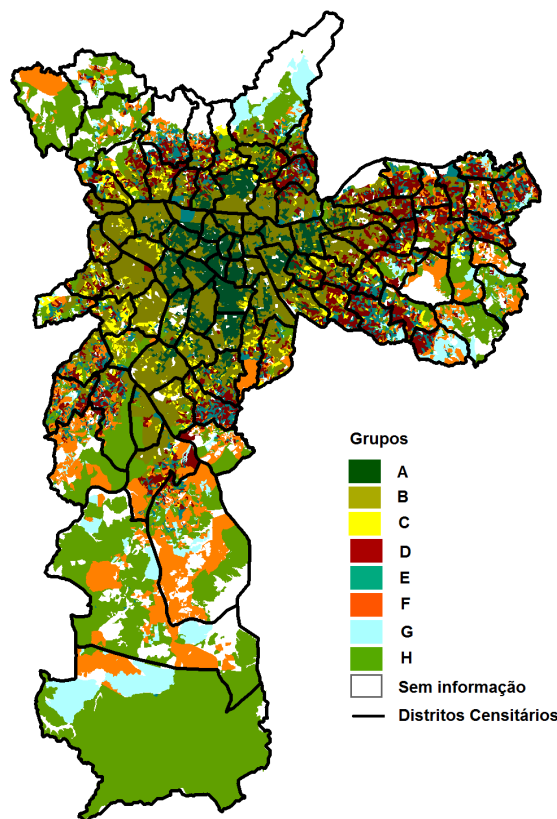 Grupos
A
B
C
D
E
F
G
H
Sem informação
Distritos Censitários